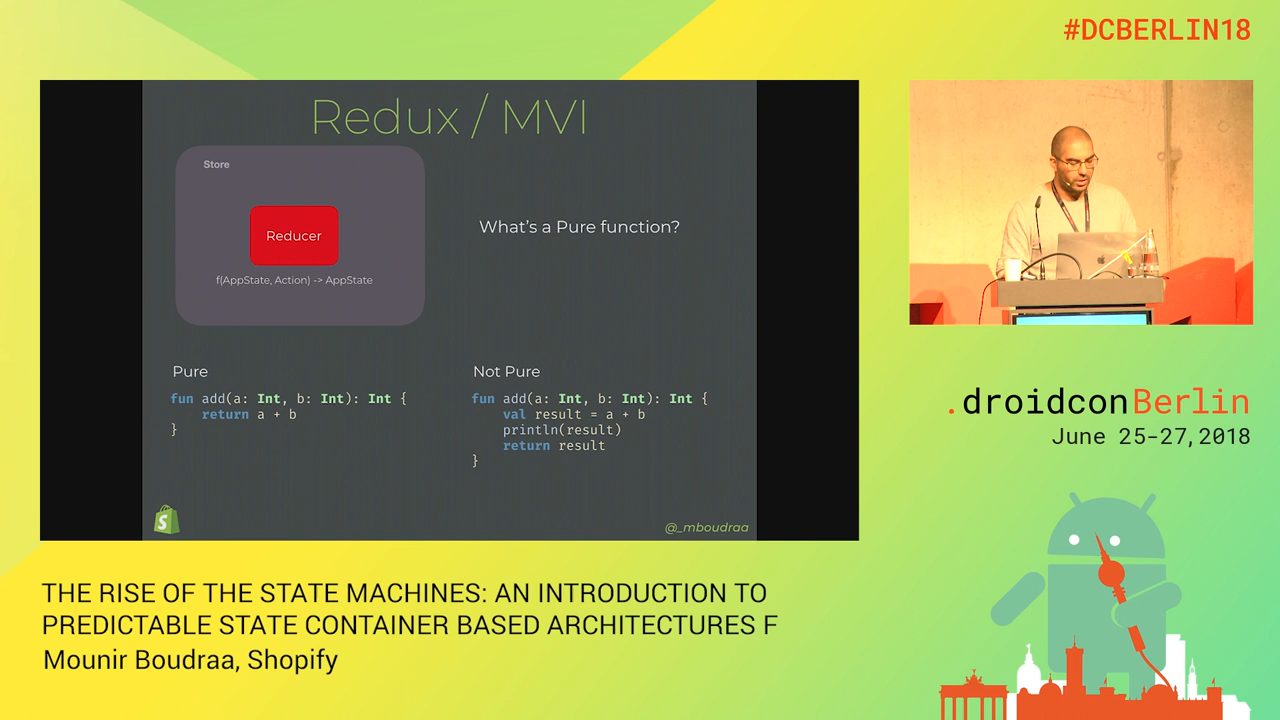 #DCBERLIN18
Redux / MVI
Store
Reducer
f(AppState, Action) -> AppState
What's a Pure function?
Pure
fun add(a: Int, b: Int): Int {
return a + b
}
Not Pure
fun add(a: Int, b: Int): Int {
val result = a + b
println(result)
return result
}
S
@_mboudraa
.droidconBerlin
June 25-27, 2018
THE RISE OF THE STATE MACHINES: AN INTRODUCTION TO
PREDICTABLE STATE CONTAINER BASED ARCHITECTURES F
Mounir Boudraa, Shopify